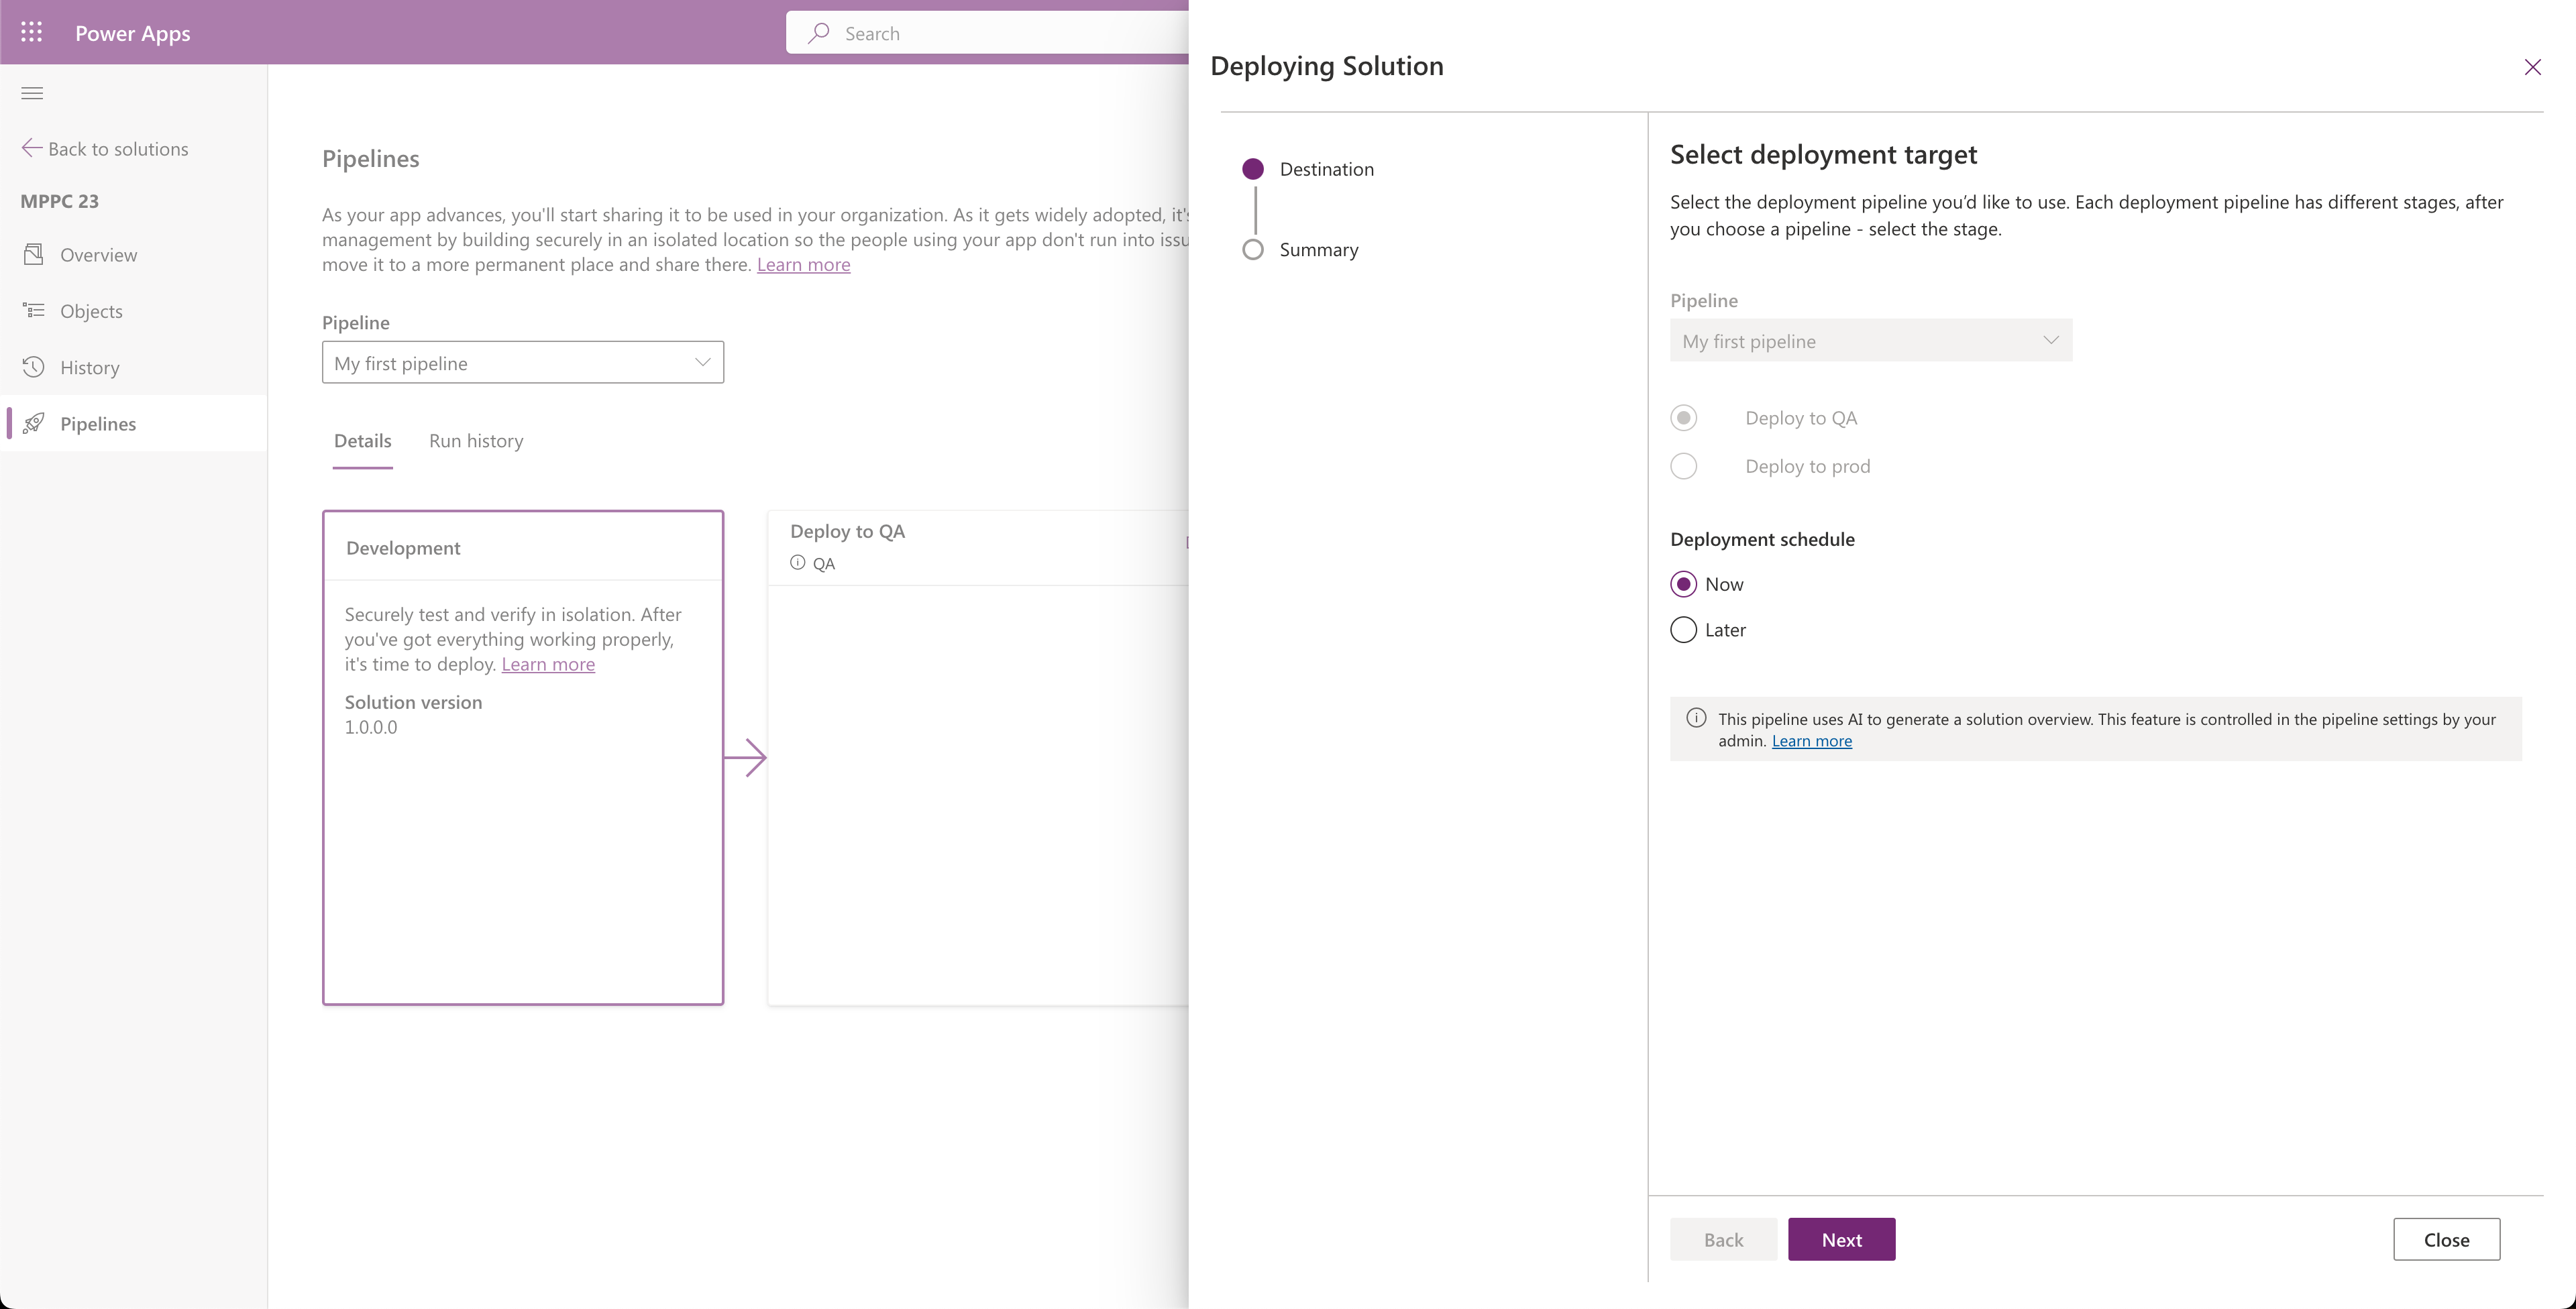 Power Apps
Search
Back to solutions
MPPC 23
Overview
Objects
History
Pipelines
Pipelines
As your app advances, you'll start sharing it to be used in your organization. As it gets widely adopted, it's
management by building securely in an isolated location so the people using your app don't run into issu
move it to a more permanent place and share there. Learn more
Pipeline
My first pipeline
Details
Run history
Development
Securely test and verify in isolation. After
you've got everything working properly,
it's time to deploy. Learn more
Solution version
1.0.0.0
Deploy to QA
QA
Deploying Solution
Destination
Summary
Select deployment target
Select the deployment pipeline you’d like to use. Each deployment pipeline has different stages, after
you choose a pipeline - select the stage.
Pipeline
My first pipeline
Deploy to QA
Deploy to prod
Deployment schedule
Now
Later
This pipeline uses AI to generate a solution overview. This feature is controlled in the pipeline settings by your
admin. Learn more
Back
Next
Close